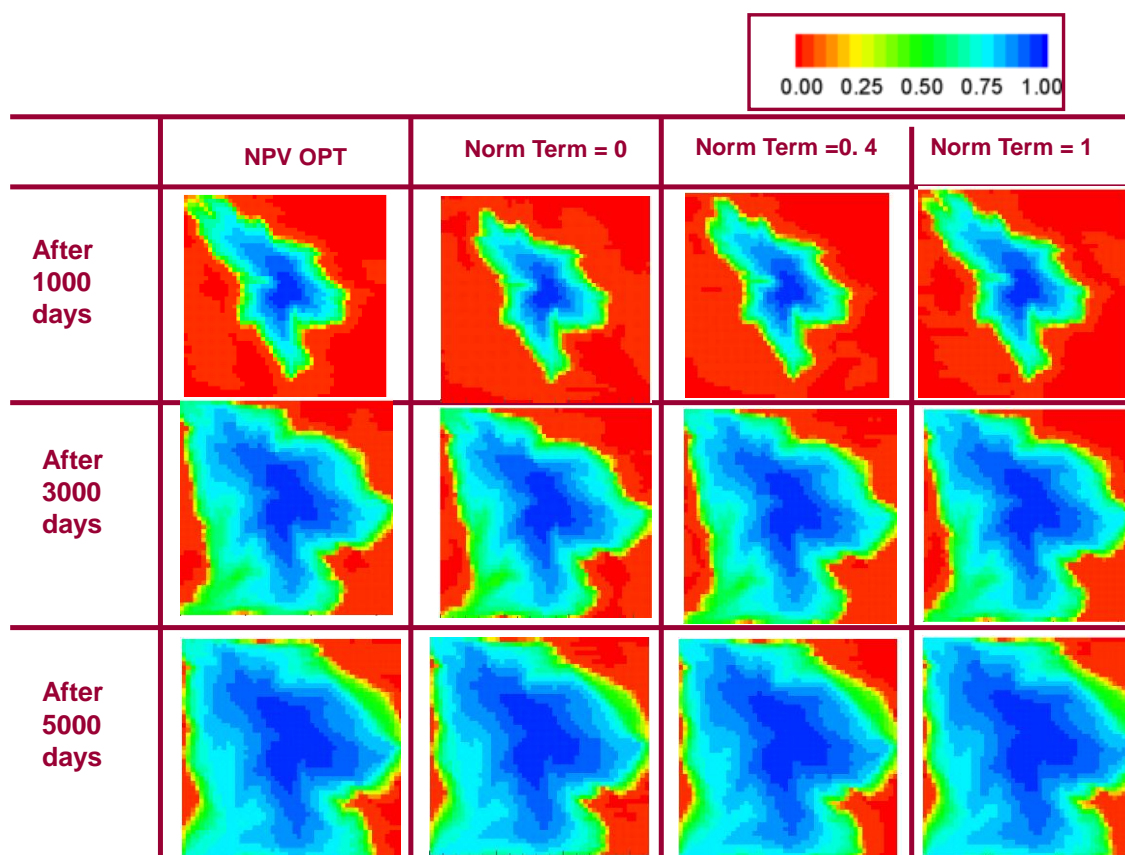 0.00 0.25 0.50 0.75 1.00
NPV OPT
Norm Term = 0
Norm Term =0. 4
Norm Term = 1
After
1000
days
After
3000
days
After
5000
days